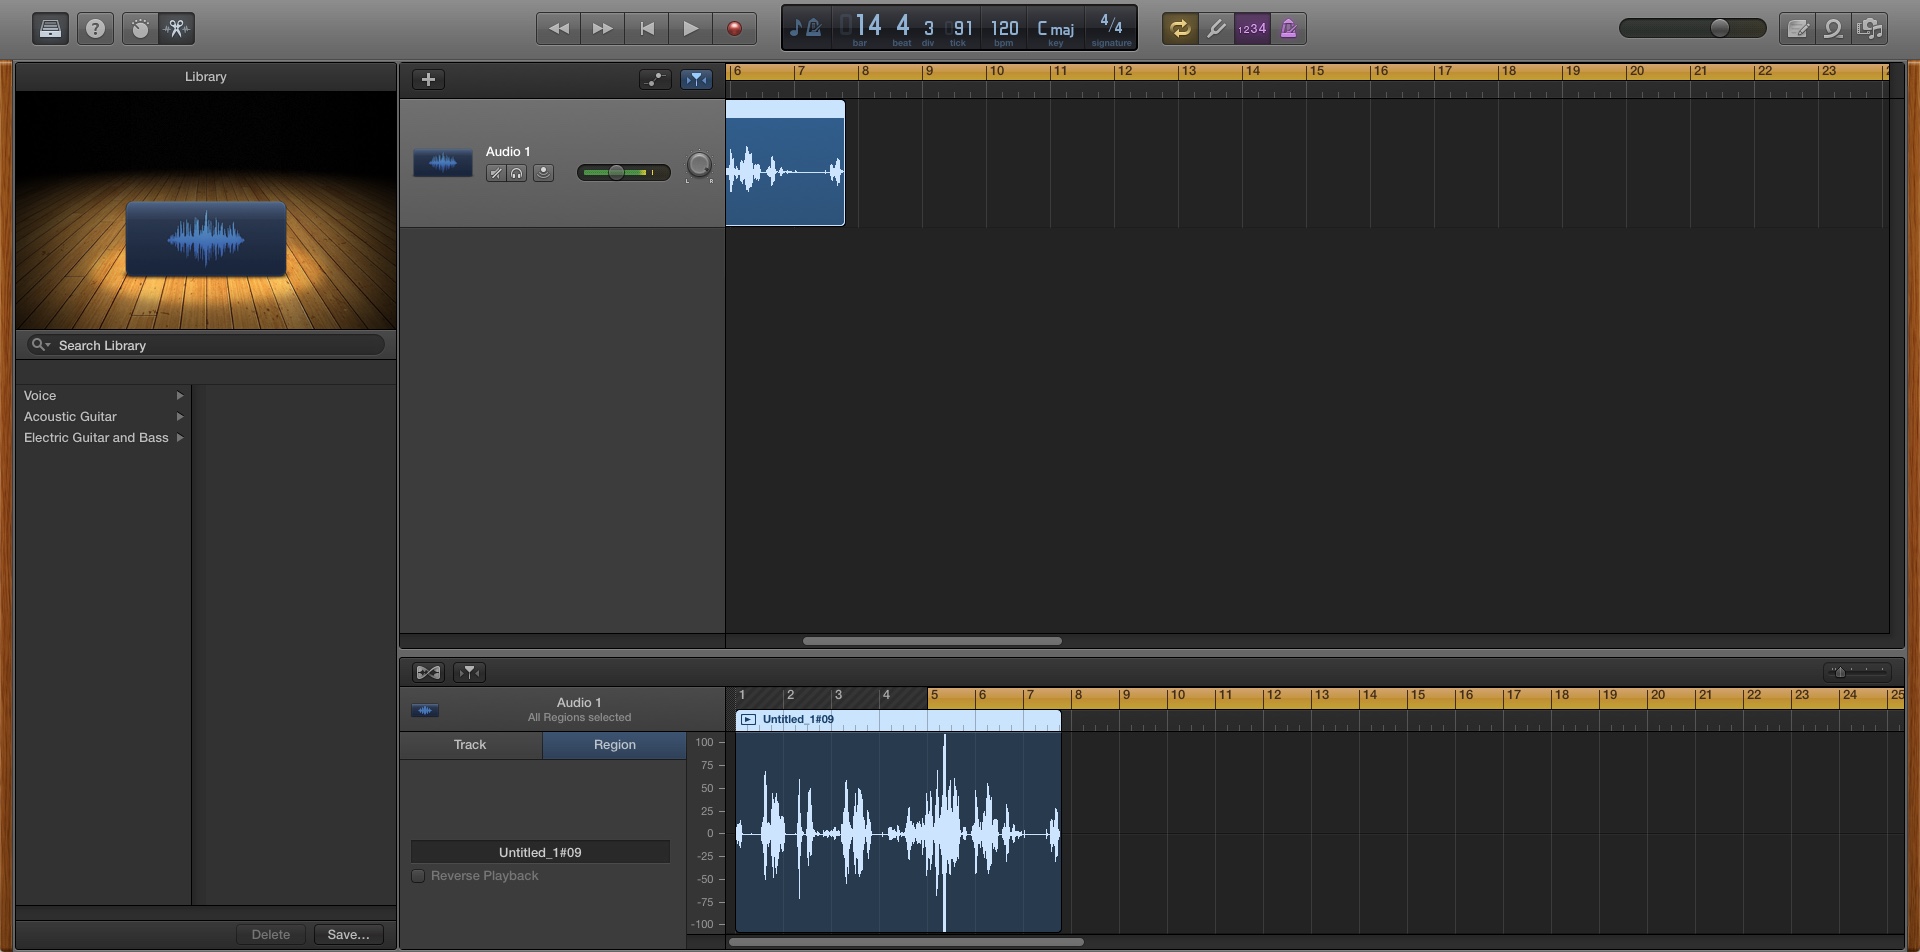 14 4 3 91 120 C maj 4/4
bar beat div tick bpm key signature
1234
Library
6 7 8 9 10 11 12 13 14 15 16 17 18 19 20 21 22 23
Audio 1
L R
Search Library
Voice
Acoustic Guitar
Electric Guitar and Bass
Delete
Save...
1 2 3 4 5 6 7 8 9 10 11 12 13 14 15 16 17 18 19 20 21 22 23 24 25
Audio 1
All Regions selected
Untitled_1#09
Track Region
100
75
50
25
0
-25
-50
-75
-100
Untitled_1#09
Reverse Playback